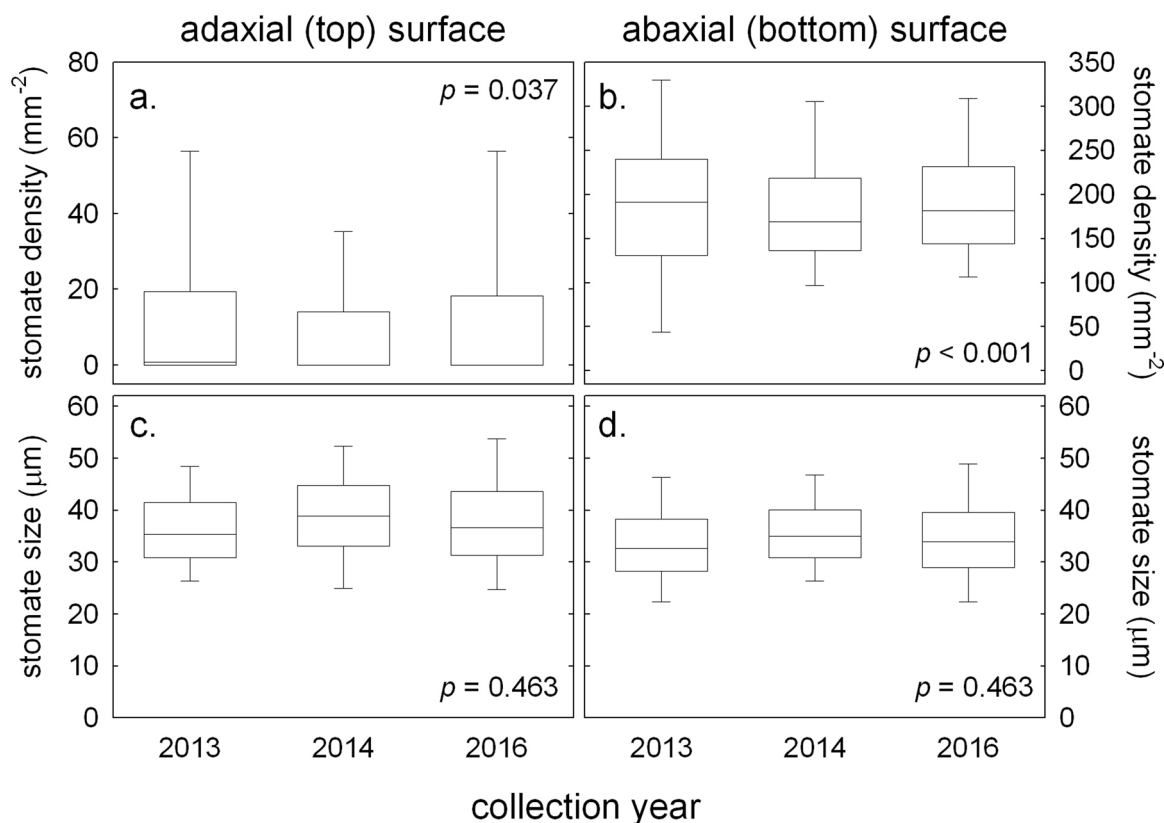 adaxial (top) surface
abaxial (bottom) surface
stomate density (mm⁻²)
80
60
40
20
0
a.
p = 0.037
b.
p < 0.001
350
300
250
200
150
100
50
0
stomate density (mm⁻²)
stomate size (µm)
60
50
40
30
20
10
0
c.
p = 0.463
d.
p = 0.463
60
50
40
30
20
10
0
stomate size (µm)
2013
2014
2016
2013
2014
2016
collection year